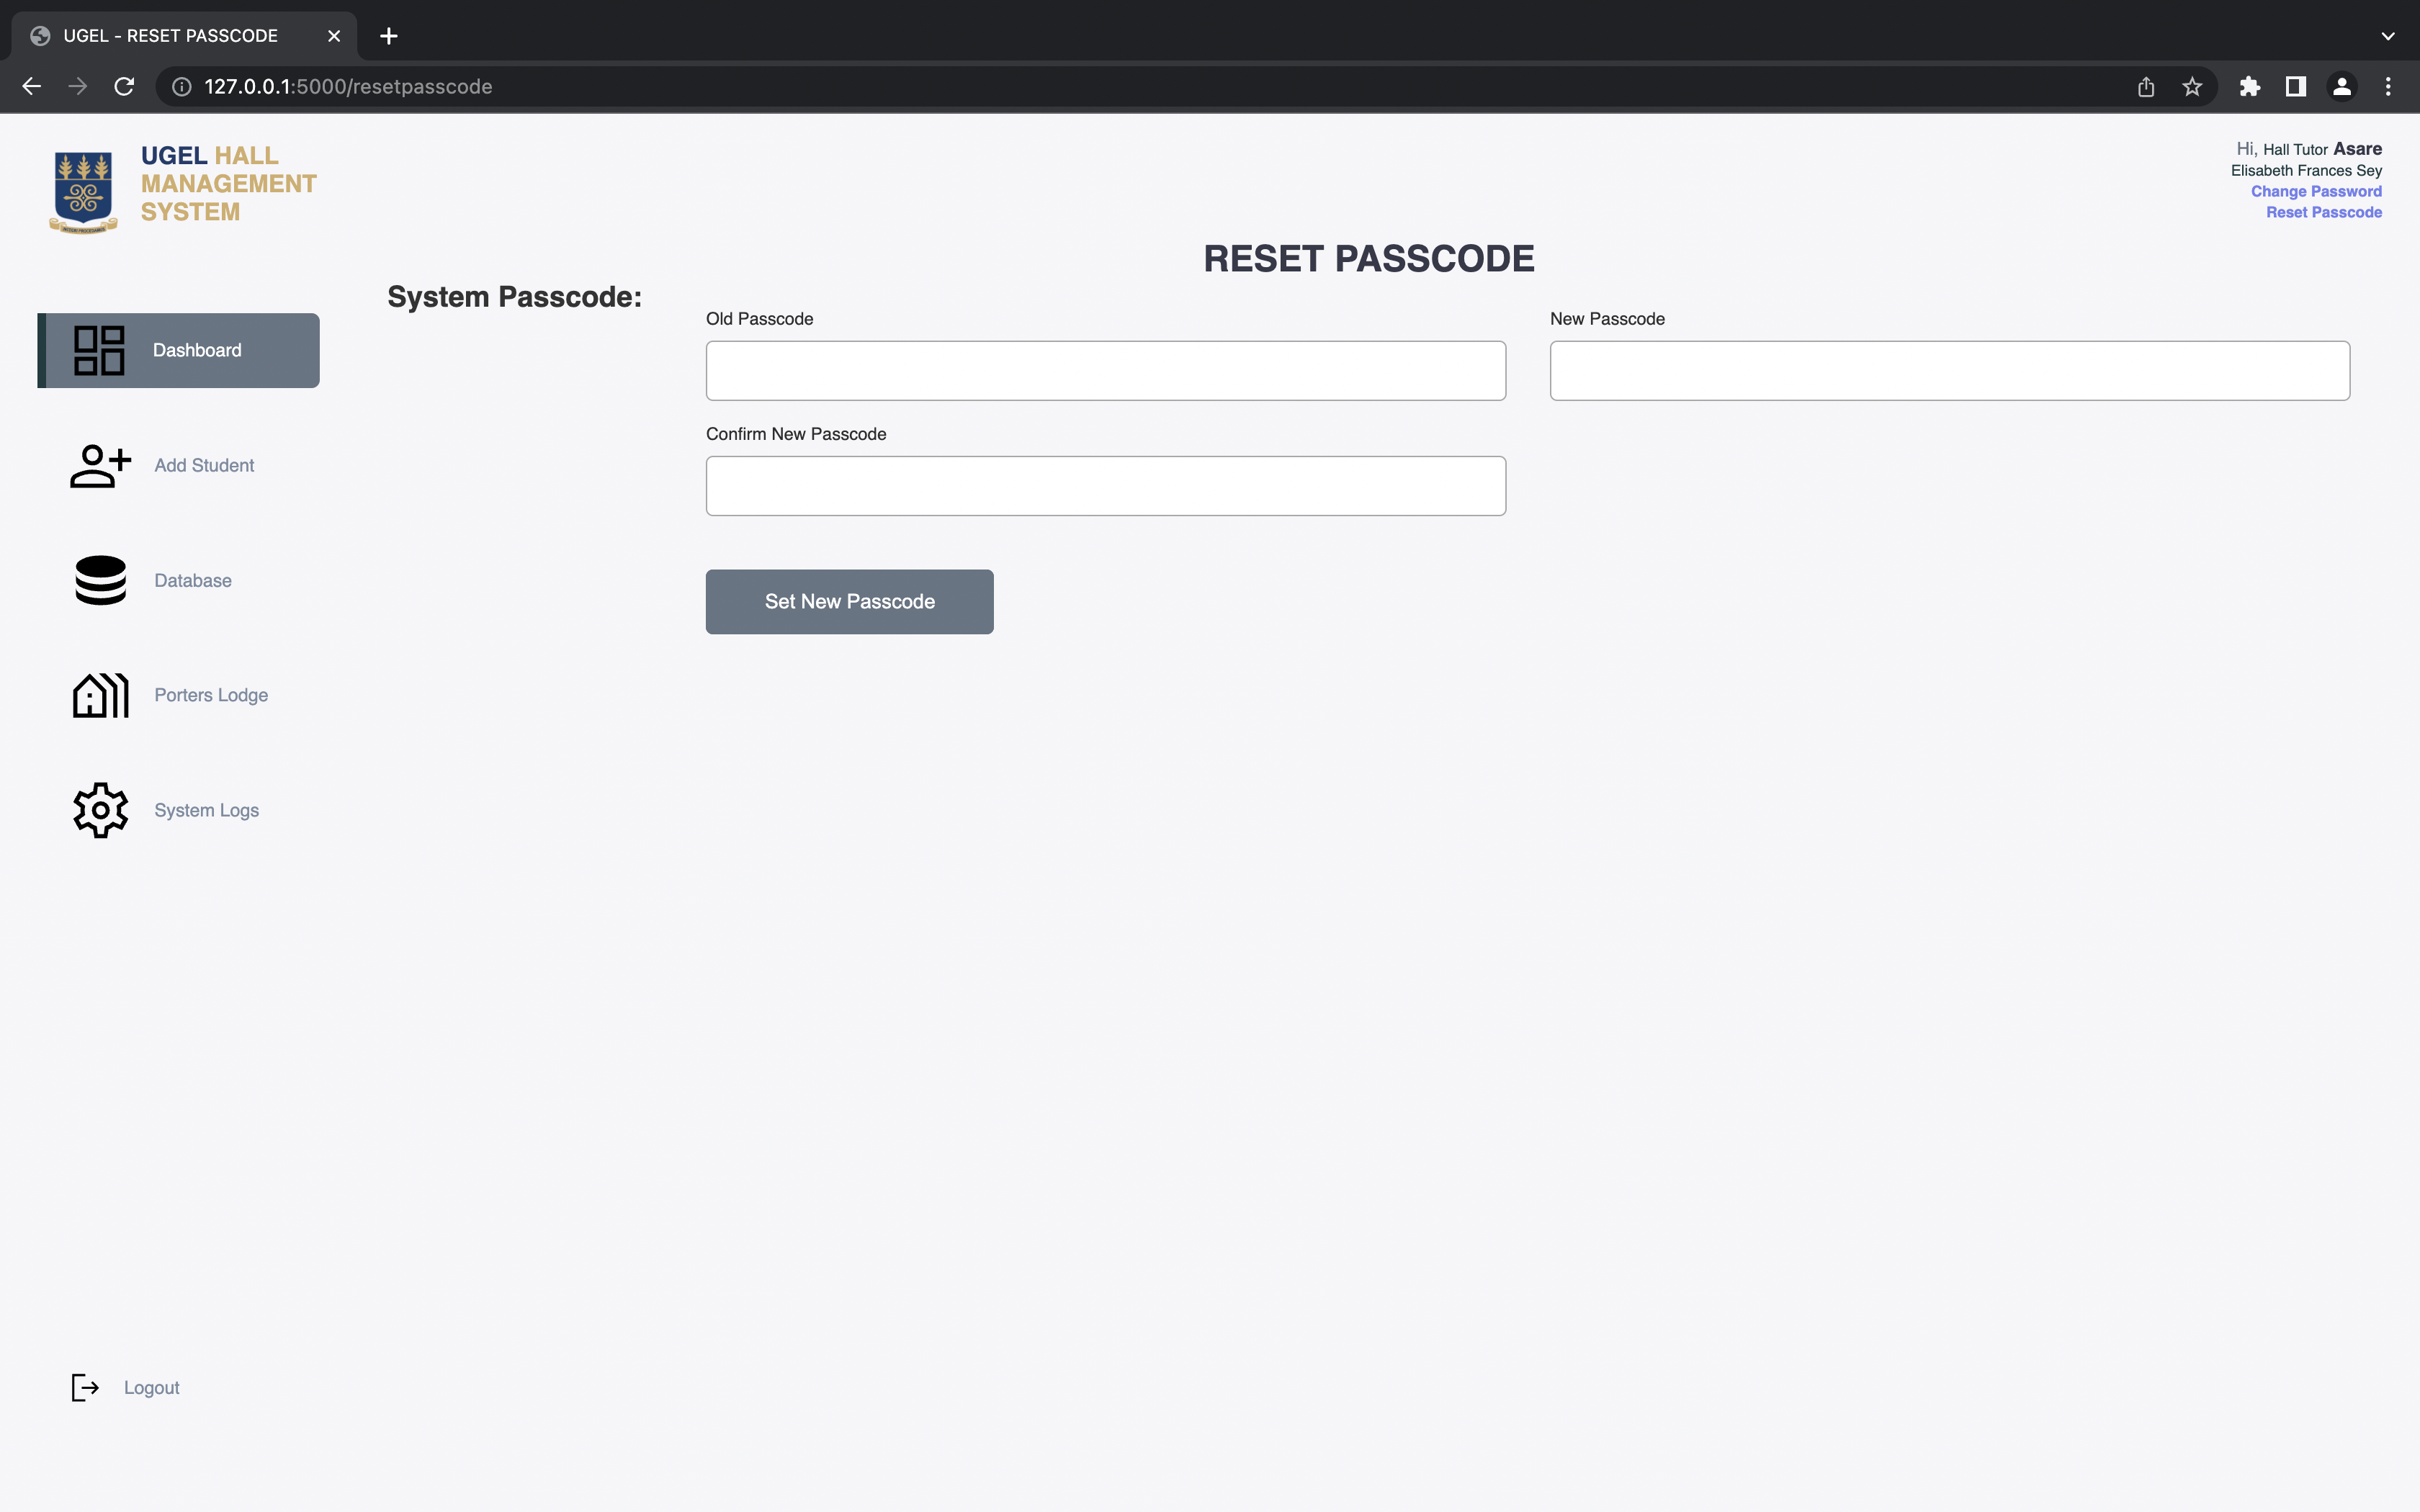 UGEL - RESET PASSCODE
127.0.0.1:5000/resetpasscode
UGEL HALL
MANAGEMENT
SYSTEM
Hi, Hall Tutor Asare
Elisabeth Frances Sey
Change Password
Reset Passcode
RESET PASSCODE
System Passcode:
Old Passcode
New Passcode
Confirm New Passcode
Set New Passcode
Dashboard
Add Student
Database
Porters Lodge
System Logs
Logout